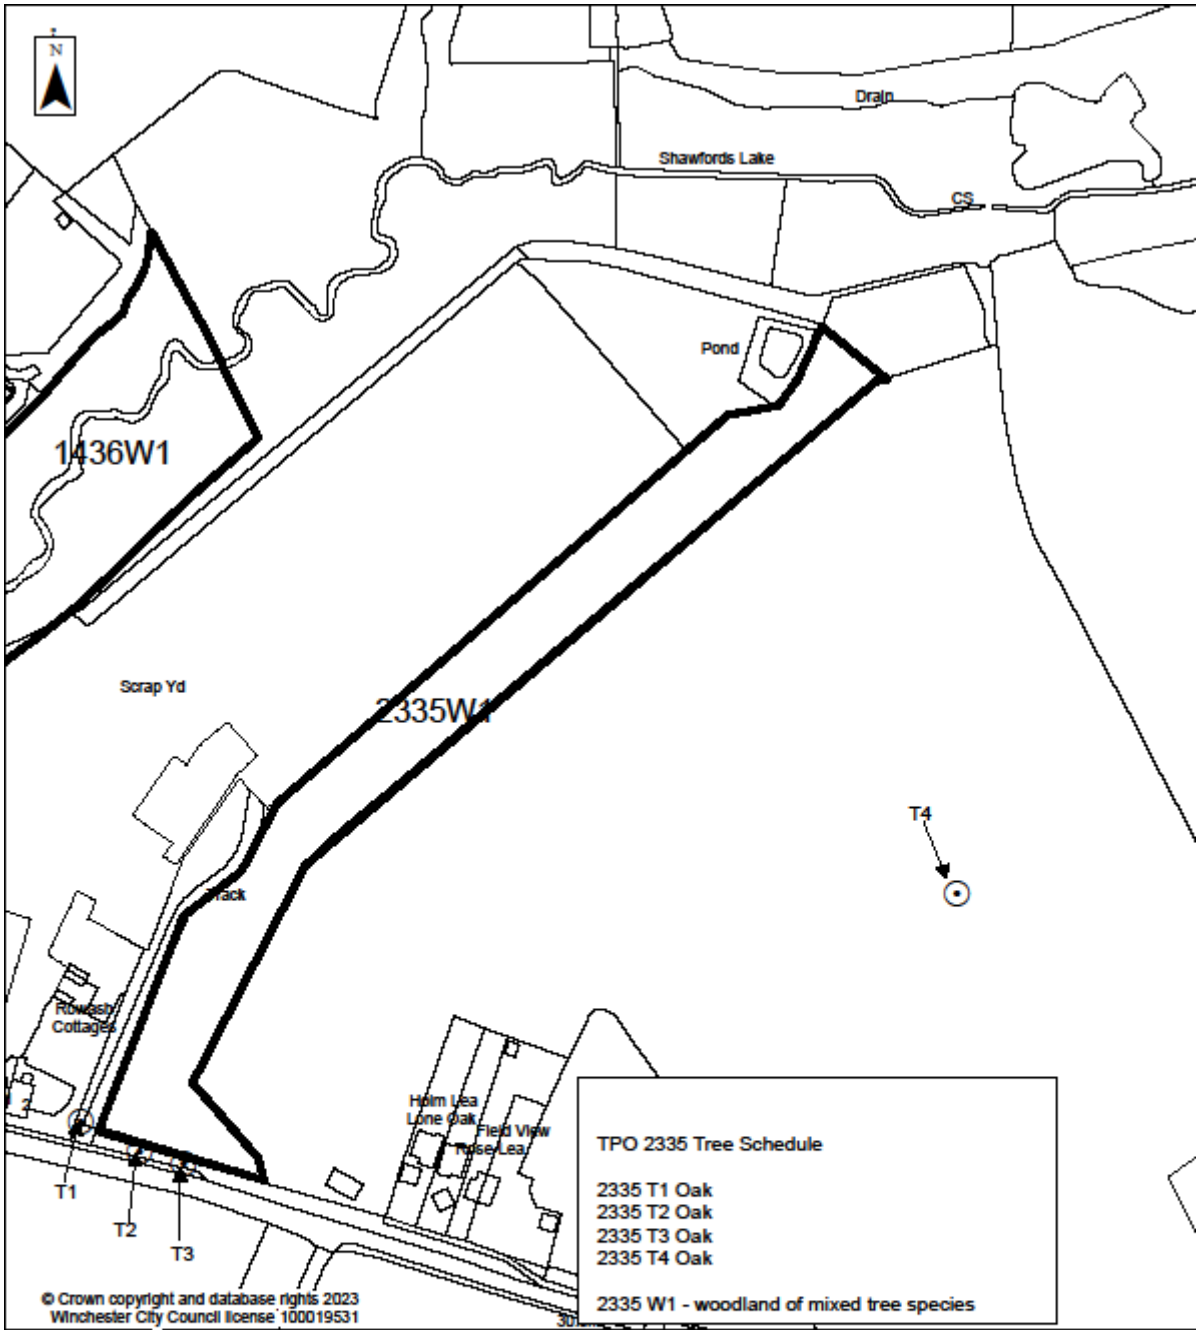 N
Drain
Shawfords Lake
CS
Pond
1436W1
Scrap Yd
2335W1
T4
Track
Rowash
Cottages
2
Holm Lea
Lone Oak
Field View
Rose Lea
T1
T2
T3
TPO 2335 Tree Schedule
2335 T1 Oak
2335 T2 Oak
2335 T3 Oak
2335 T4 Oak
2335 W1 - woodland of mixed tree species
© Crown copyright and database rights 2023
Winchester City Council license 100019531